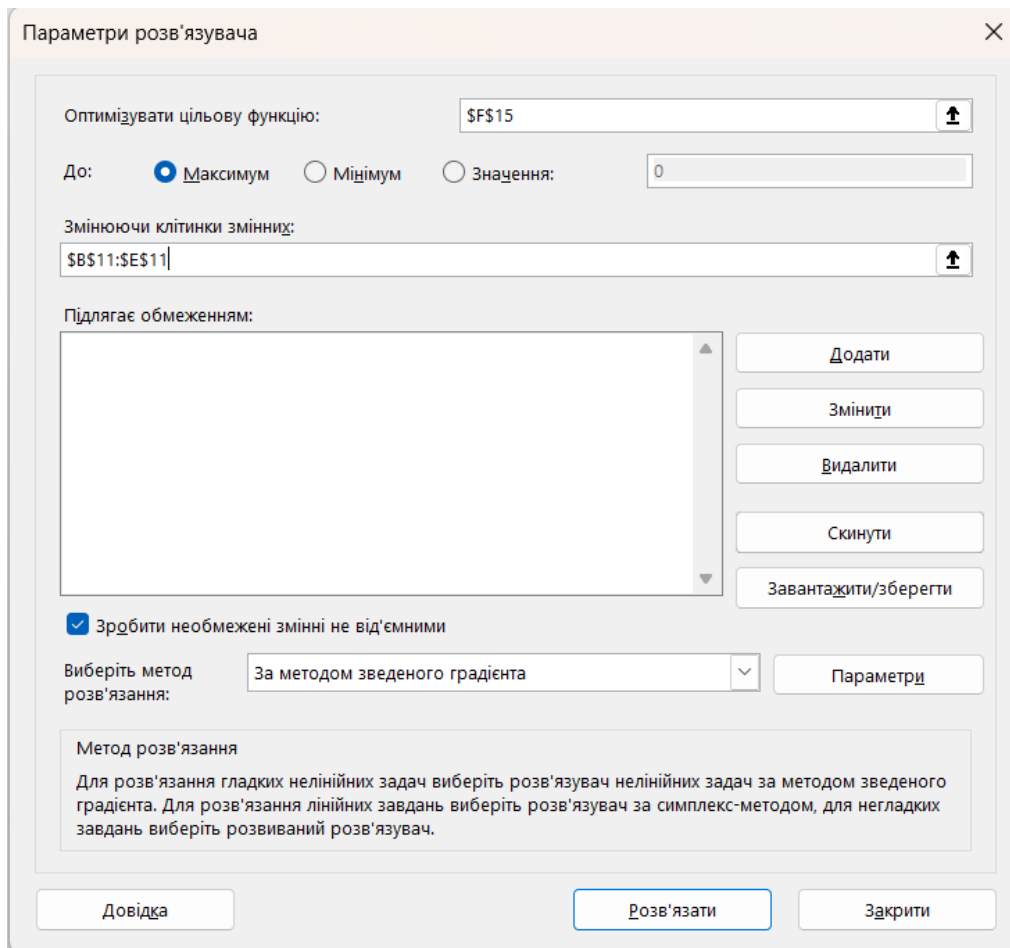 Параметри розв'язувача
Оптимізувати цільову функцію: $F$15
До: Максимум Мінімум Значення: 0
Змінюючи клітинки змінних:
$B$11:$E$11
Підлягає обмеженням:
Додати
Змінити
Видалити
Скинути
Завантажити/зберегти
Зробити необмежені змінні не від'ємними
Виберіть метод
розв'язання:
За методом зведеного градієнта
Параметри
Метод розв'язання
Для розв'язання гладких нелінійних задач виберіть розв'язувач нелінійних задач за методом зведеного
градієнта. Для розв'язання лінійних завдань виберіть розв'язувач за симплекс-методом, для негладких
завдань виберіть розвиваний розв'язувач.
Довідка Розв'язати Закрити